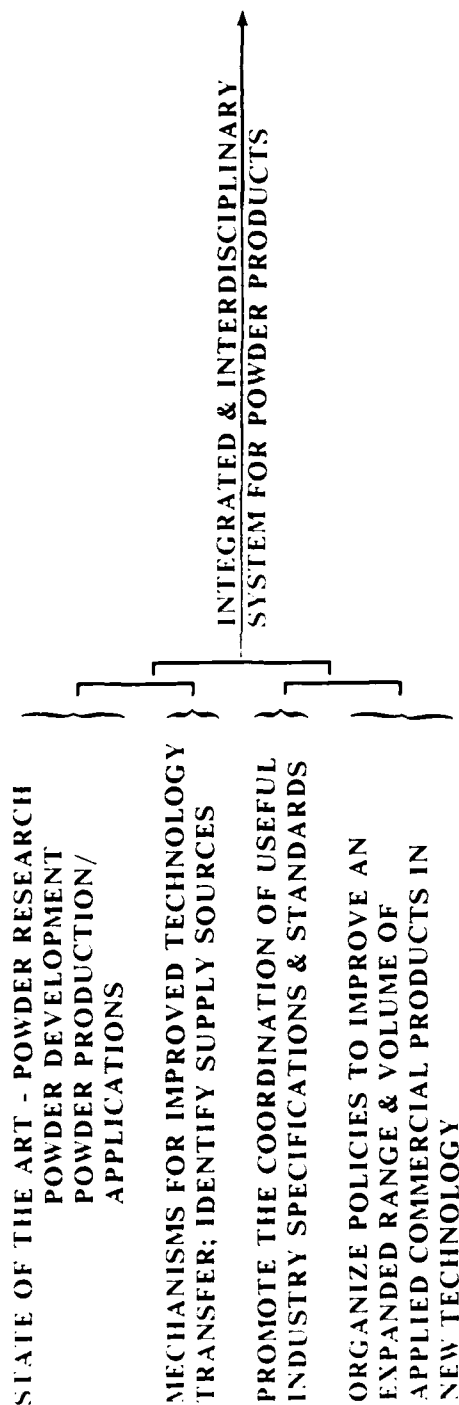 STATE OF THE ART - POWDER RESEARCH
POWDER DEVELOPMENT
POWDER PRODUCTION/
APPLICATIONS
MECHANISMS FOR IMPROVED TECHNOLOGY
TRANSFER; IDENTIFY SUPPLY SOURCES
PROMOTE THE COORDINATION OF USEFUL
INDUSTRY SPECIFICATIONS & STANDARDS
ORGANIZE POLICIES TO IMPROVE AN
EXPANDED RANGE & VOLUME OF
APPLIED COMMERCIAL PRODUCTS IN
NEW TECHNOLOGY
INTEGRATED & INTERDISCIPLINARY
SYSTEM FOR POWDER PRODUCTS